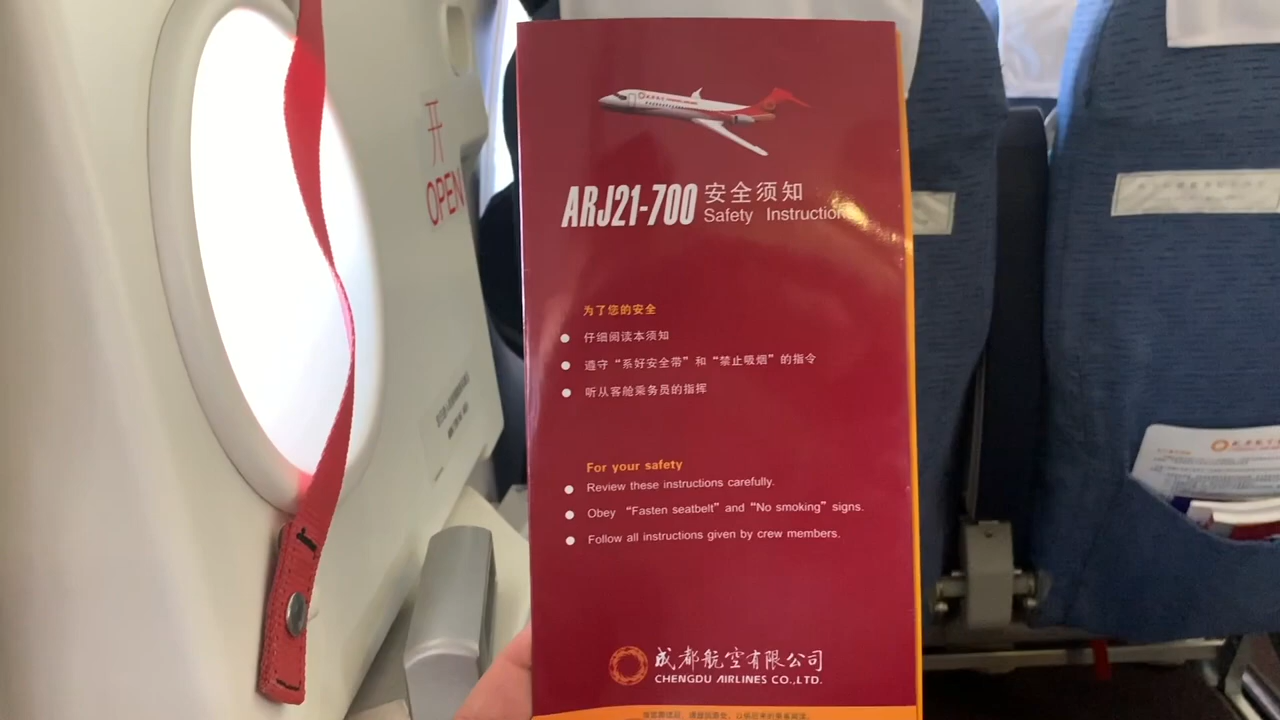 开
OPEN
ARJ21-700 安全须知
Safety Instruction
为了您的安全
仔细阅读本须知
遵守“系好安全带”和“禁止吸烟”的指令
听从客舱乘务员的指挥
For your safety
Review these instructions carefully.
Obey “Fasten seatbelt” and “No smoking” signs.
Follow all instructions given by crew members.
成都航空有限公司
CHENGDU AIRLINES CO.,LTD.